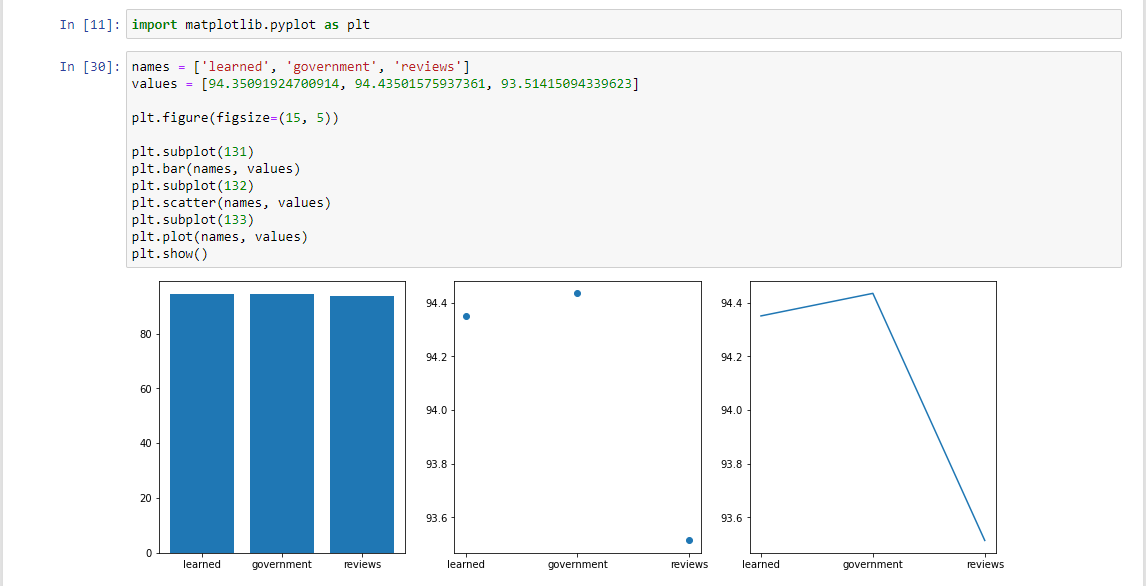 In [11]: import matplotlib.pyplot as plt
In [30]: names = ['learned', 'government', 'reviews']
values = [94.35091924700914, 94.43501575937361, 93.51415094339623]
plt.figure(figsize=(15, 5))
plt.subplot(131)
plt.bar(names, values)
plt.subplot(132)
plt.scatter(names, values)
plt.subplot(133)
plt.plot(names, values)
plt.show()
80
60
40
20
0
learned government reviews
94.4
94.2
94.0
93.8
93.6
learned government reviews
94.4
94.2
94.0
93.8
93.6
learned government reviews